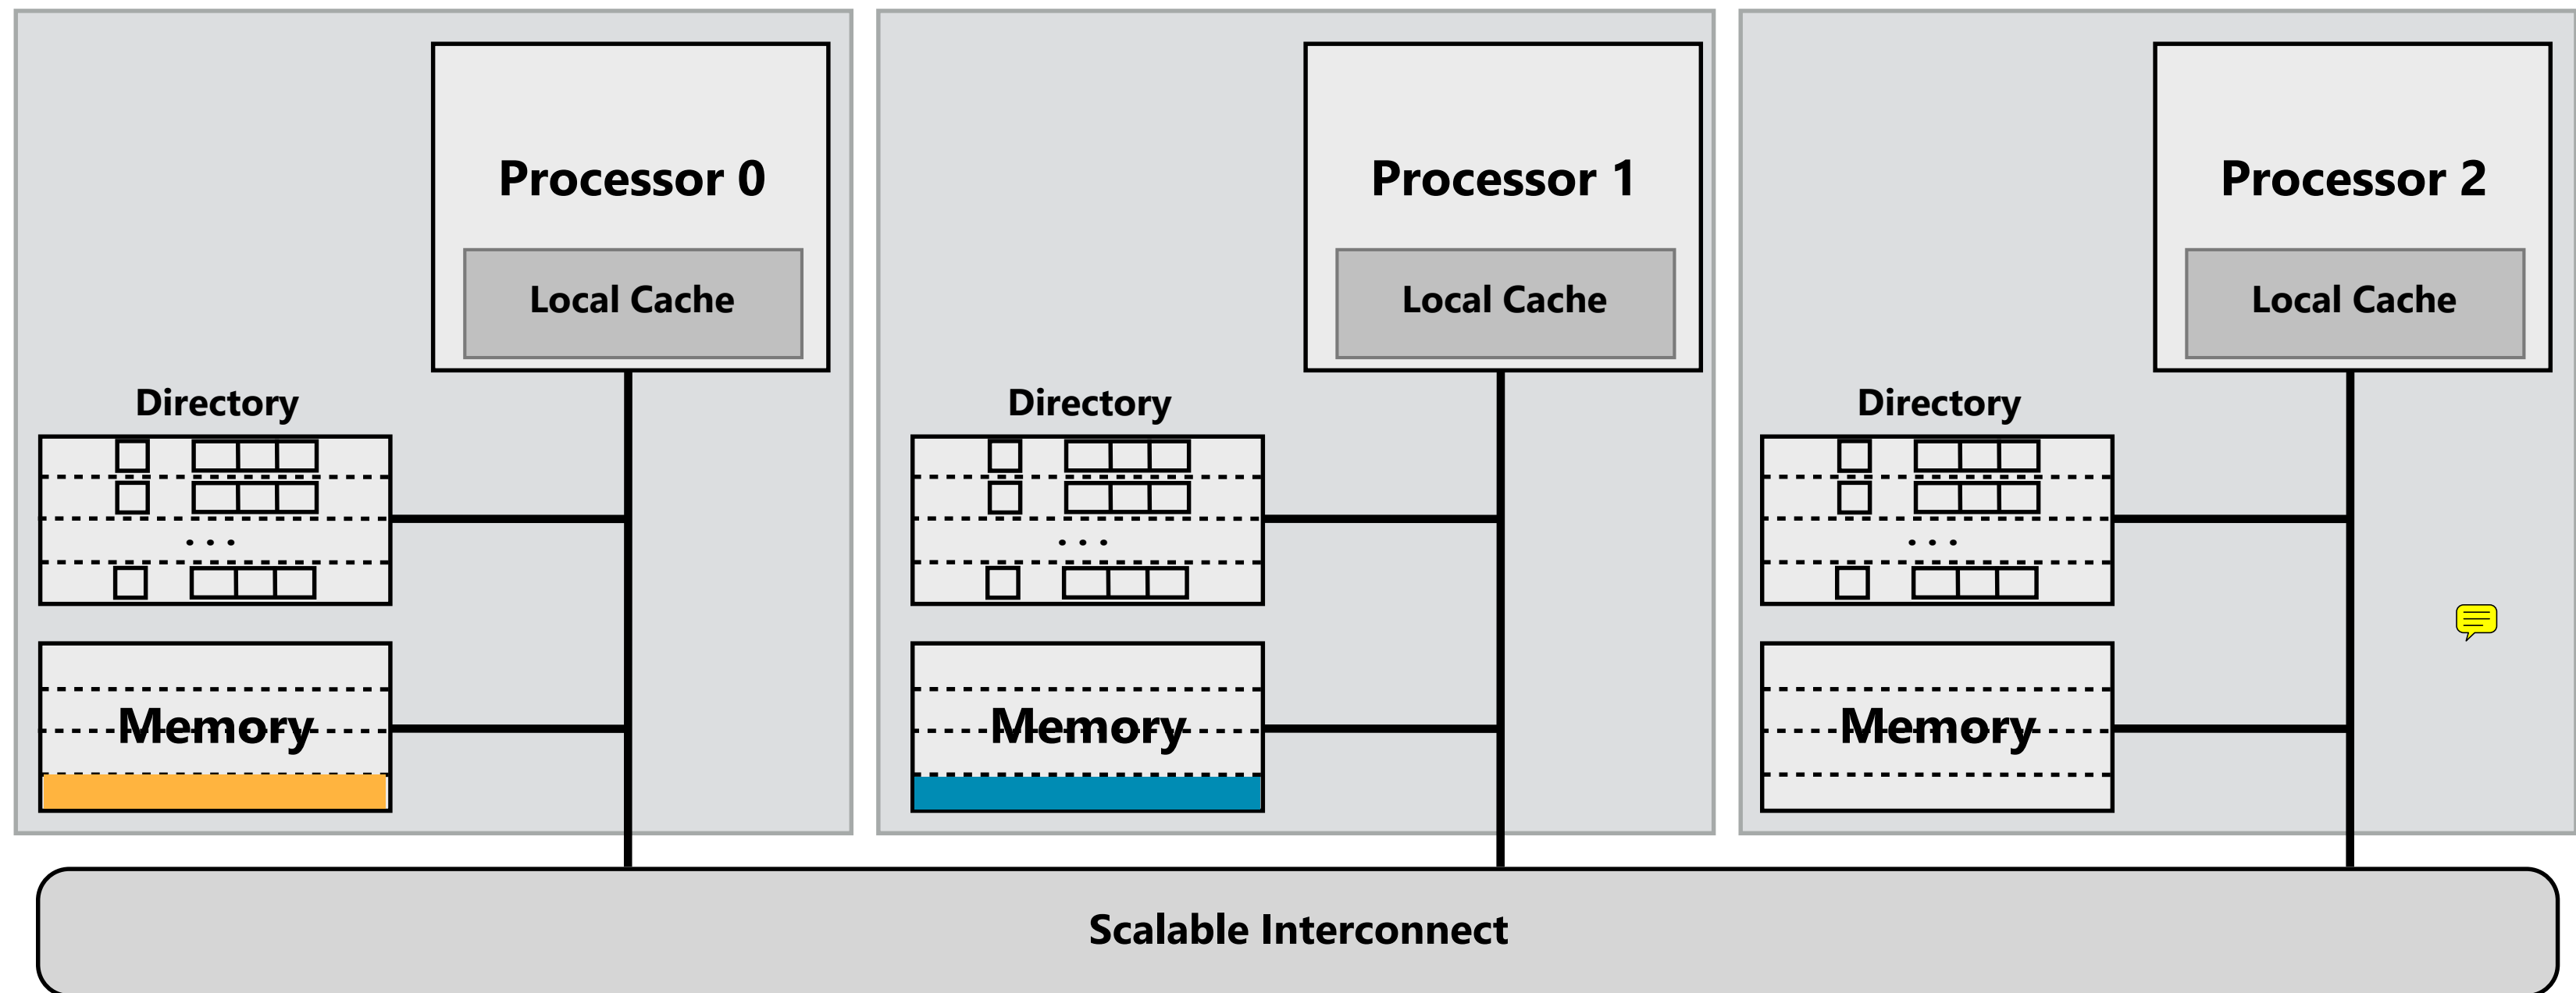 Processor 0
Local Cache
Directory
. . .
Memory
Processor 1
Local Cache
Directory
. . .
Memory
Processor 2
Local Cache
Directory
. . .
Memory
Scalable Interconnect